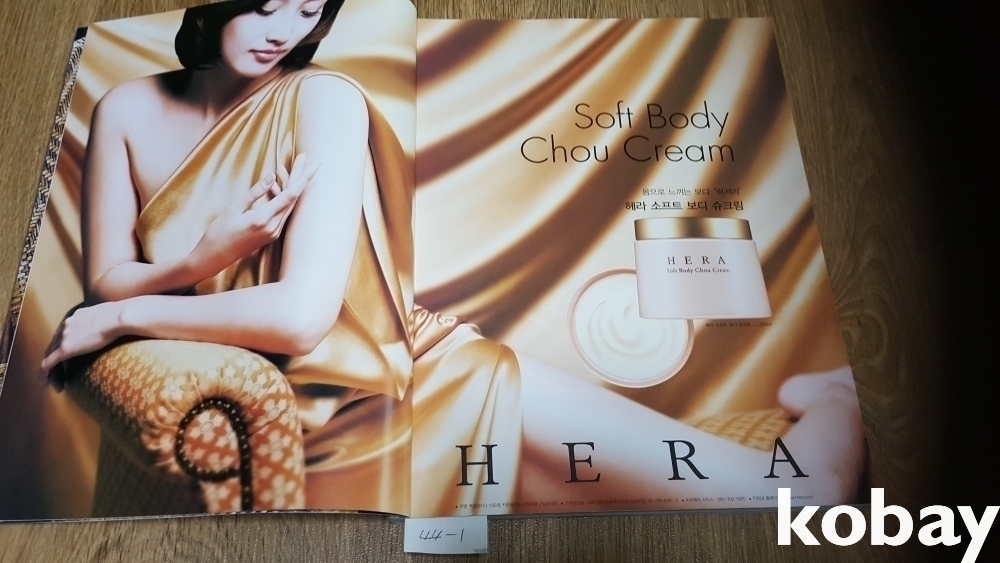 Soft Body
Chou Cream
몸으로 느끼는 보디 '럭셔리'
헤라 소프트 보디 슈크림
HERA
Soft Body Chou Cream
HERA
44-1
kobay